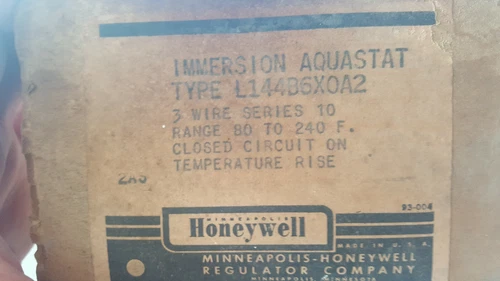 IMMERSION AQUASTAT
TYPE L144B6X0A2
3 WIRE SERIES 10
RANGE 80 TO 240 F.
CLOSED CIRCUIT ON
TEMPERATURE RISE
93-004
MINNEAPOLIS
Honeywell
MADE IN U. S. A.
MINNEAPOLIS-HONEYWELL
REGULATOR COMPANY
MINNEAPOLIS, MINNESOTA